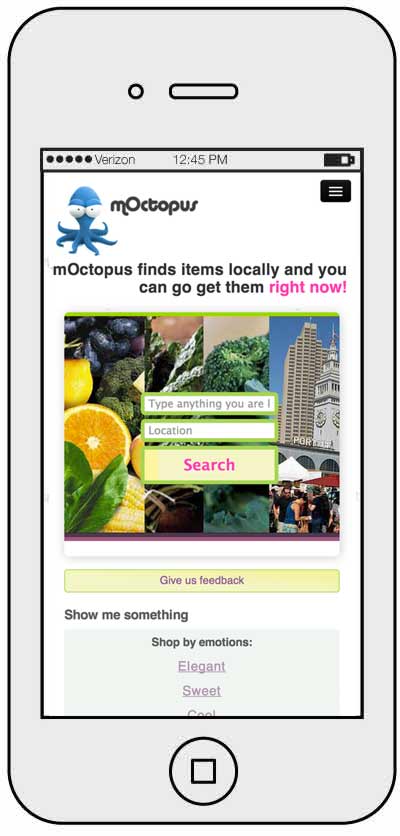 Verizon 12:45 PM
mOctopus
mOctopus finds items locally and you
can go get them right now!
PORT OF
Type anything you are l
Location
Search
Give us feedback
Show me something
Shop by emotions:
Elegant
Sweet
Cool